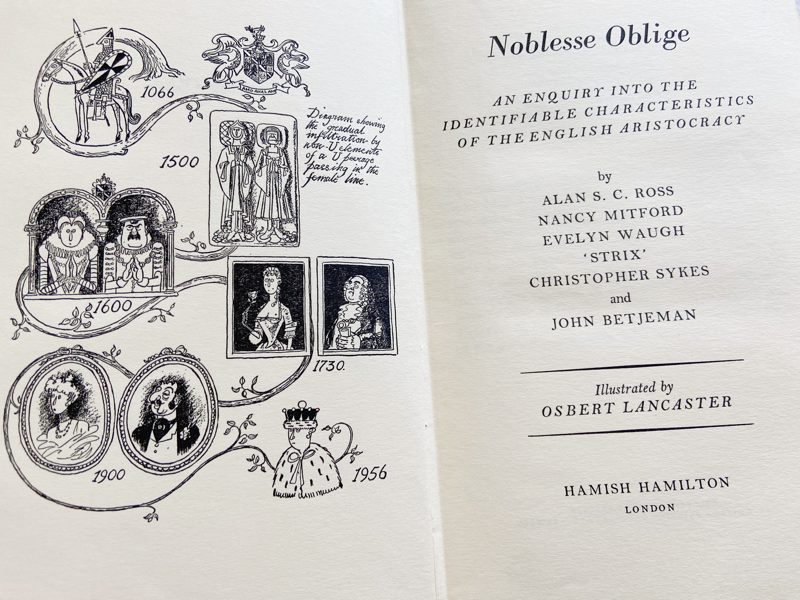 1066
1500
Diagram showing
the gradual
infiltration by
non-U elements
of a U peerage
passing in the
female line.
1600
1730.
1900
1956
Noblesse Oblige
AN ENQUIRY INTO THE
IDENTIFIABLE CHARACTERISTICS
OF THE ENGLISH ARISTOCRACY
by
ALAN S. C. ROSS
NANCY MITFORD
EVELYN WAUGH
‘STRIX’
CHRISTOPHER SYKES
and
JOHN BETJEMAN
Illustrated by
OSBERT LANCASTER
HAMISH HAMILTON
LONDON